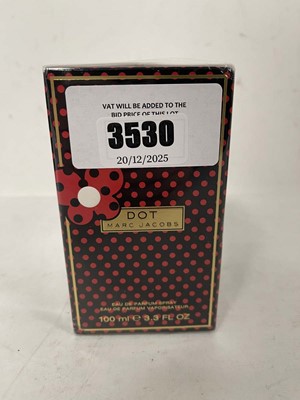 VAT WILL BE ADDED TO THE
BID PRICE OF THIS LOT
3530
20/12/2025
DOT
MARC JACOBS
EAU DE PARFUM SPRAY
EAU DE PARFUM VAPORISATEUR
100 ml ℮ 3.3 FL OZ